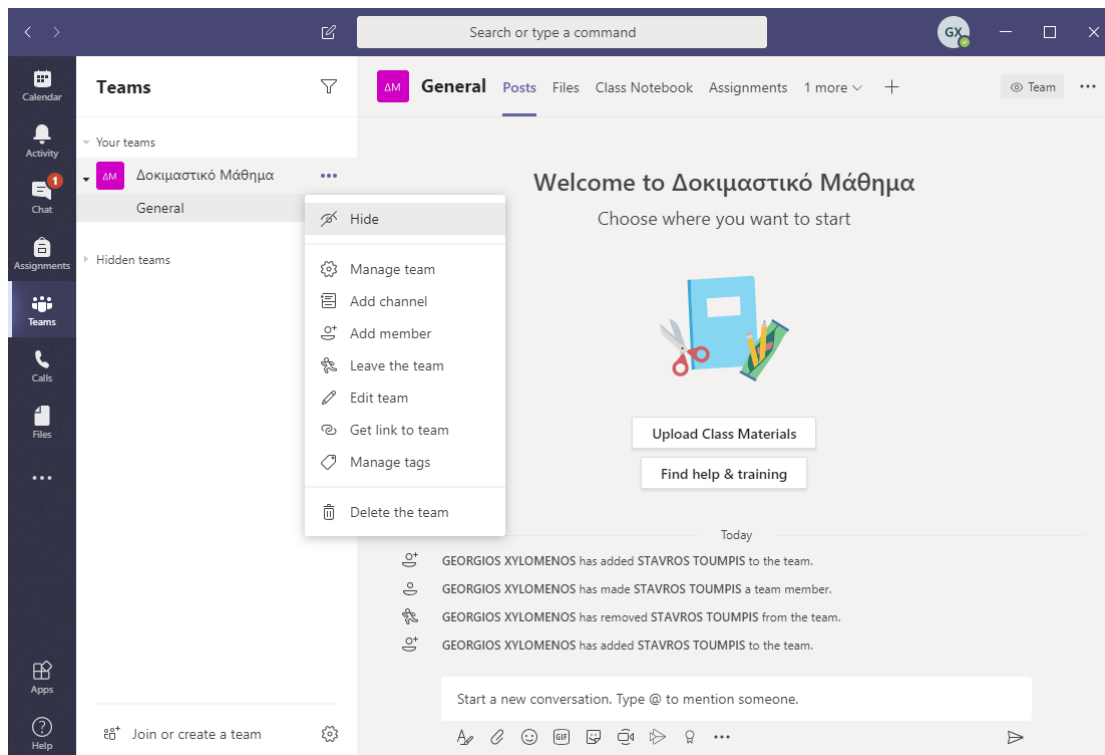 Search or type a command
GX
Calendar
Activity
1
Chat
Assignments
Teams
Calls
Files
Apps
Help
Teams
Your teams
ΔΜ Δοκιμαστικό Μάθημα
General
Hidden teams
Hide
Manage team
Add channel
Add member
Leave the team
Edit team
Get link to team
Manage tags
Delete the team
Join or create a team
ΔΜ General Posts Files Class Notebook Assignments 1 more Team
Welcome to Δοκιμαστικό Μάθημα
Choose where you want to start
Upload Class Materials
Find help & training
Today
GEORGIOS XYLOMENOS has added STAVROS TOUMPIS to the team.
GEORGIOS XYLOMENOS has made STAVROS TOUMPIS a team member.
GEORGIOS XYLOMENOS has removed STAVROS TOUMPIS from the team.
GEORGIOS XYLOMENOS has added STAVROS TOUMPIS to the team.
Start a new conversation. Type @ to mention someone.
GIF